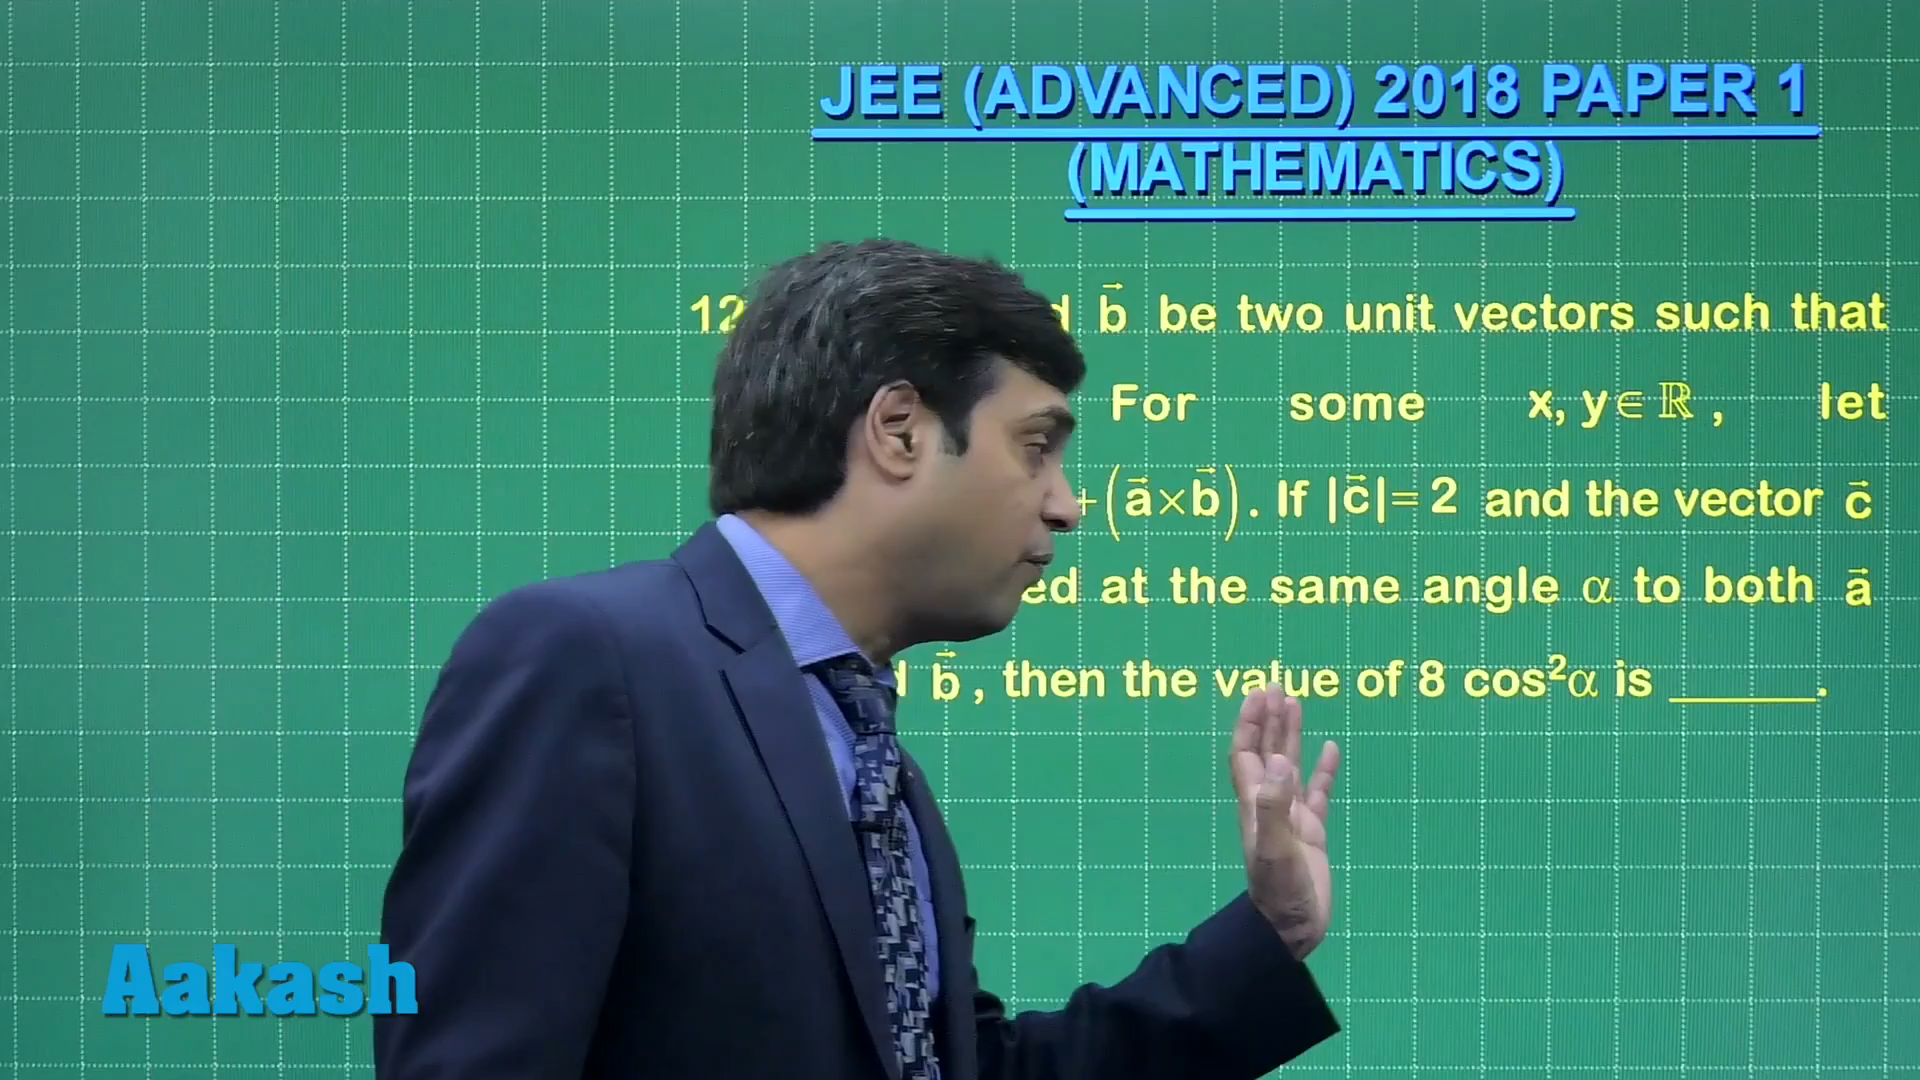 JEE (ADVANCED) 2018 PAPER 1
(MATHEMATICS)
12 b⃗ be two unit vectors such that
For some x, y ∈ ℝ, let
+(a⃗×b⃗). If |c⃗|= 2 and the vector c⃗
at the same angle α to both a⃗
b⃗, then the value of 8 cos²α is ______.
Aakash